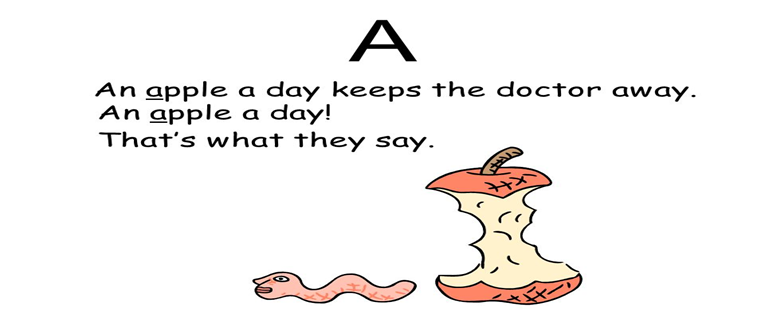 A
An apple a day keeps the doctor away.
An apple a day!
That's what they say.